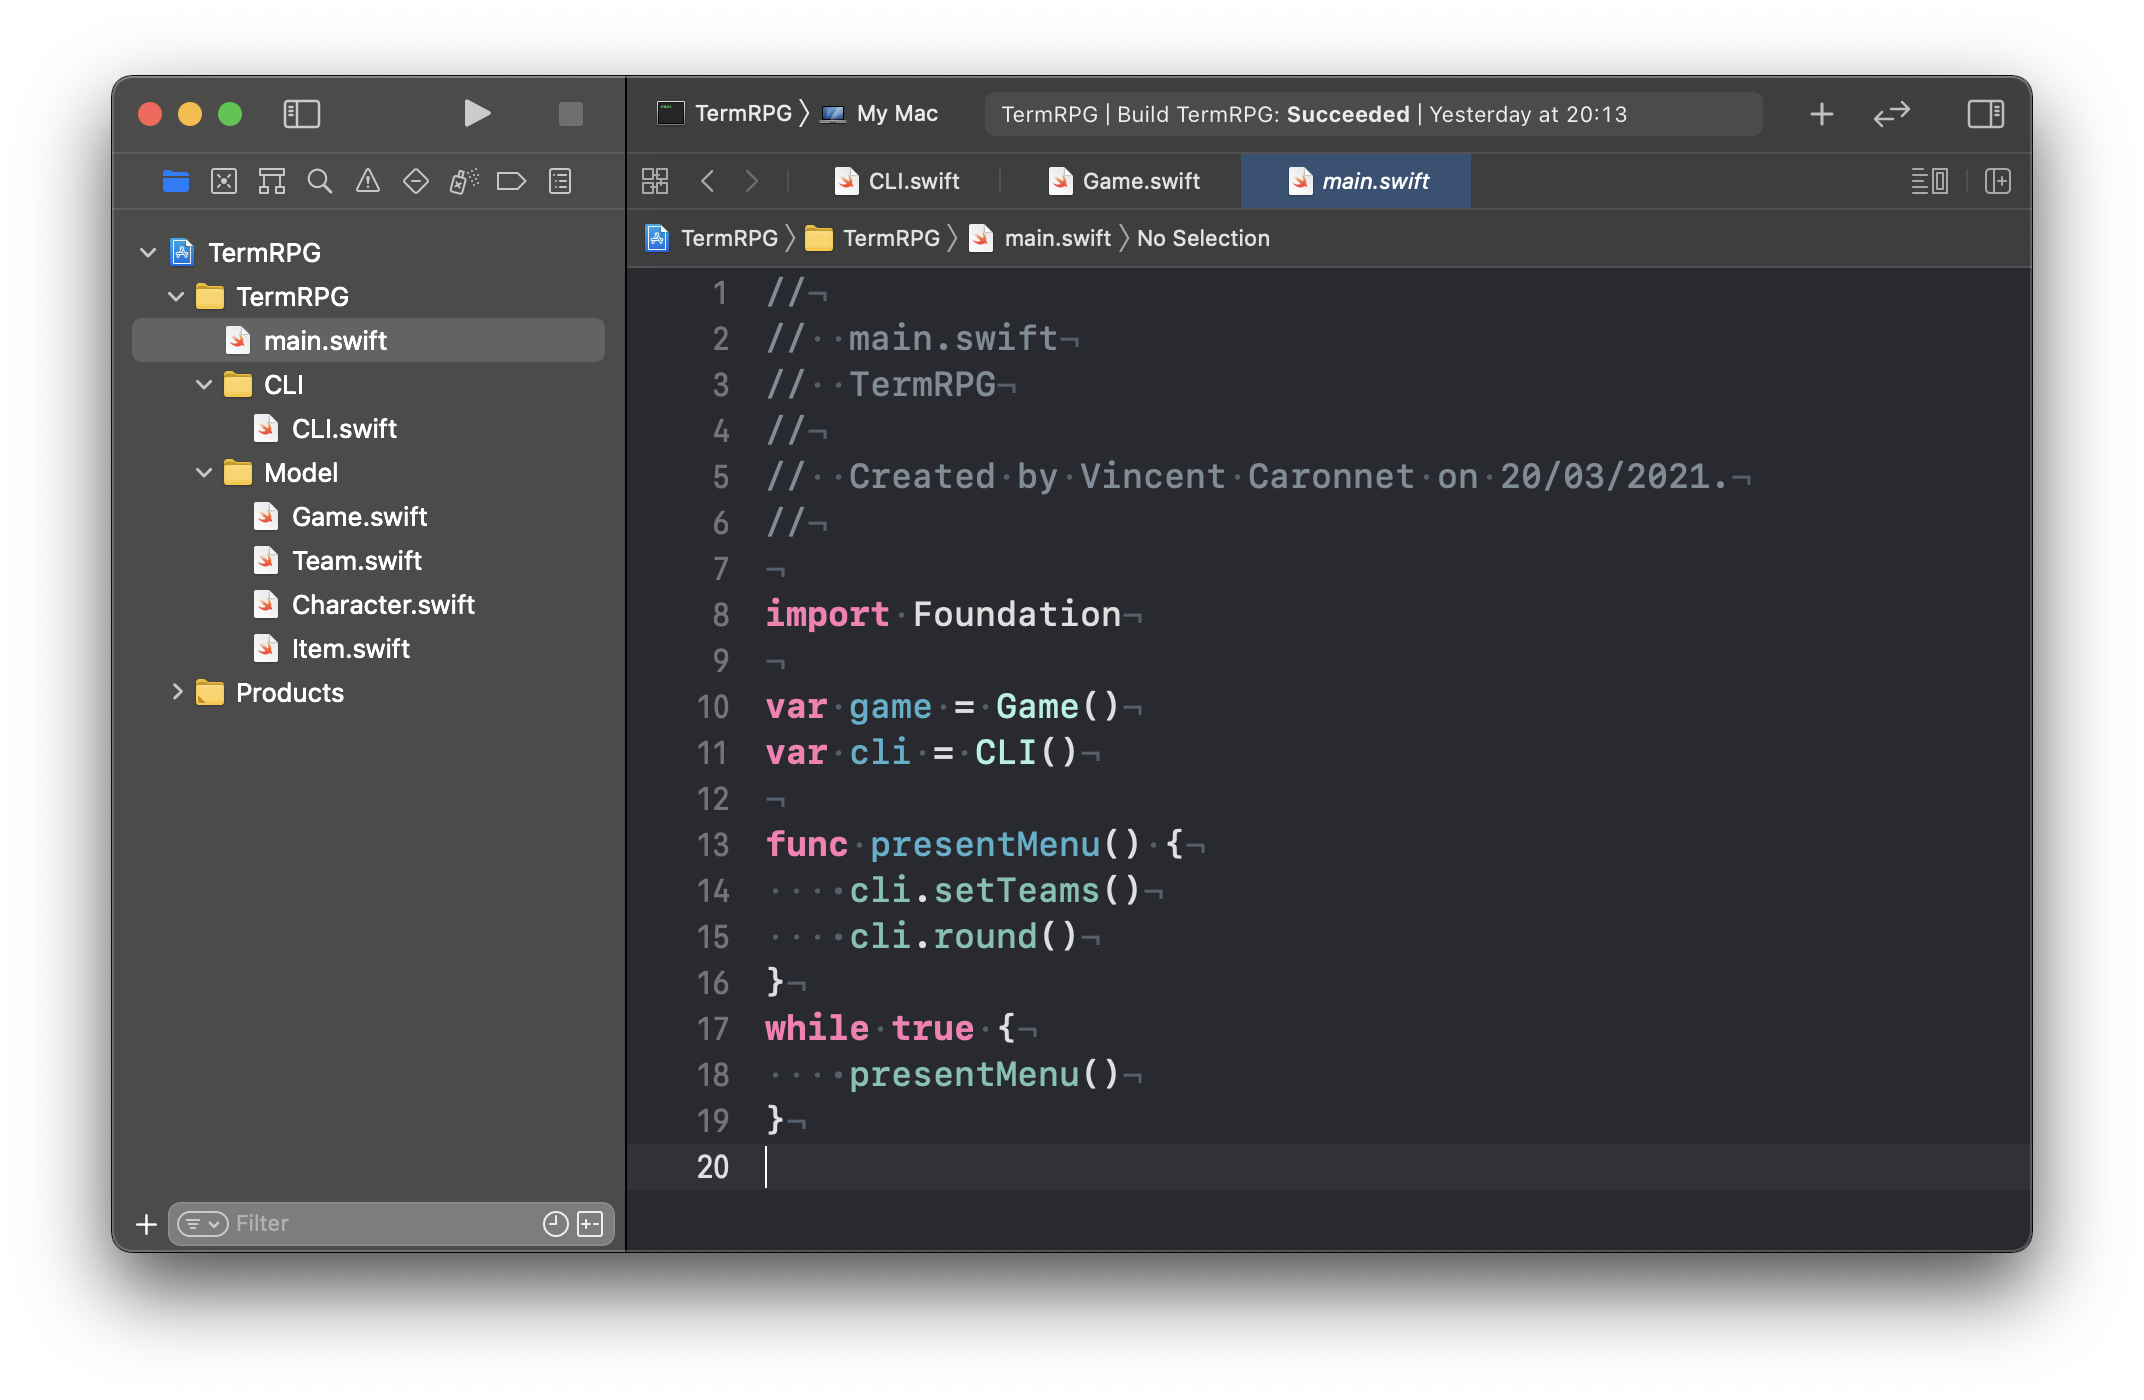 TermRPG My Mac TermRPG | Build TermRPG: Succeeded | Yesterday at 20:13
CLI.swift Game.swift main.swift
TermRPG TermRPG main.swift No Selection
TermRPG
TermRPG
main.swift
CLI
CLI.swift
Model
Game.swift
Team.swift
Character.swift
Item.swift
Products
Filter
1 //¬
2 //··main.swift¬
3 //··TermRPG¬
4 //¬
5 //··Created·by·Vincent·Caronnet·on·20/03/2021.¬
6 //¬
7 ¬
8 import·Foundation¬
9 ¬
10 var·game·=·Game()¬
11 var·cli·=·CLI()¬
12 ¬
13 func·presentMenu()·{¬
14 ····cli.setTeams()¬
15 ····cli.round()¬
16 }¬
17 while·true·{¬
18 ····presentMenu()¬
19 }¬
20